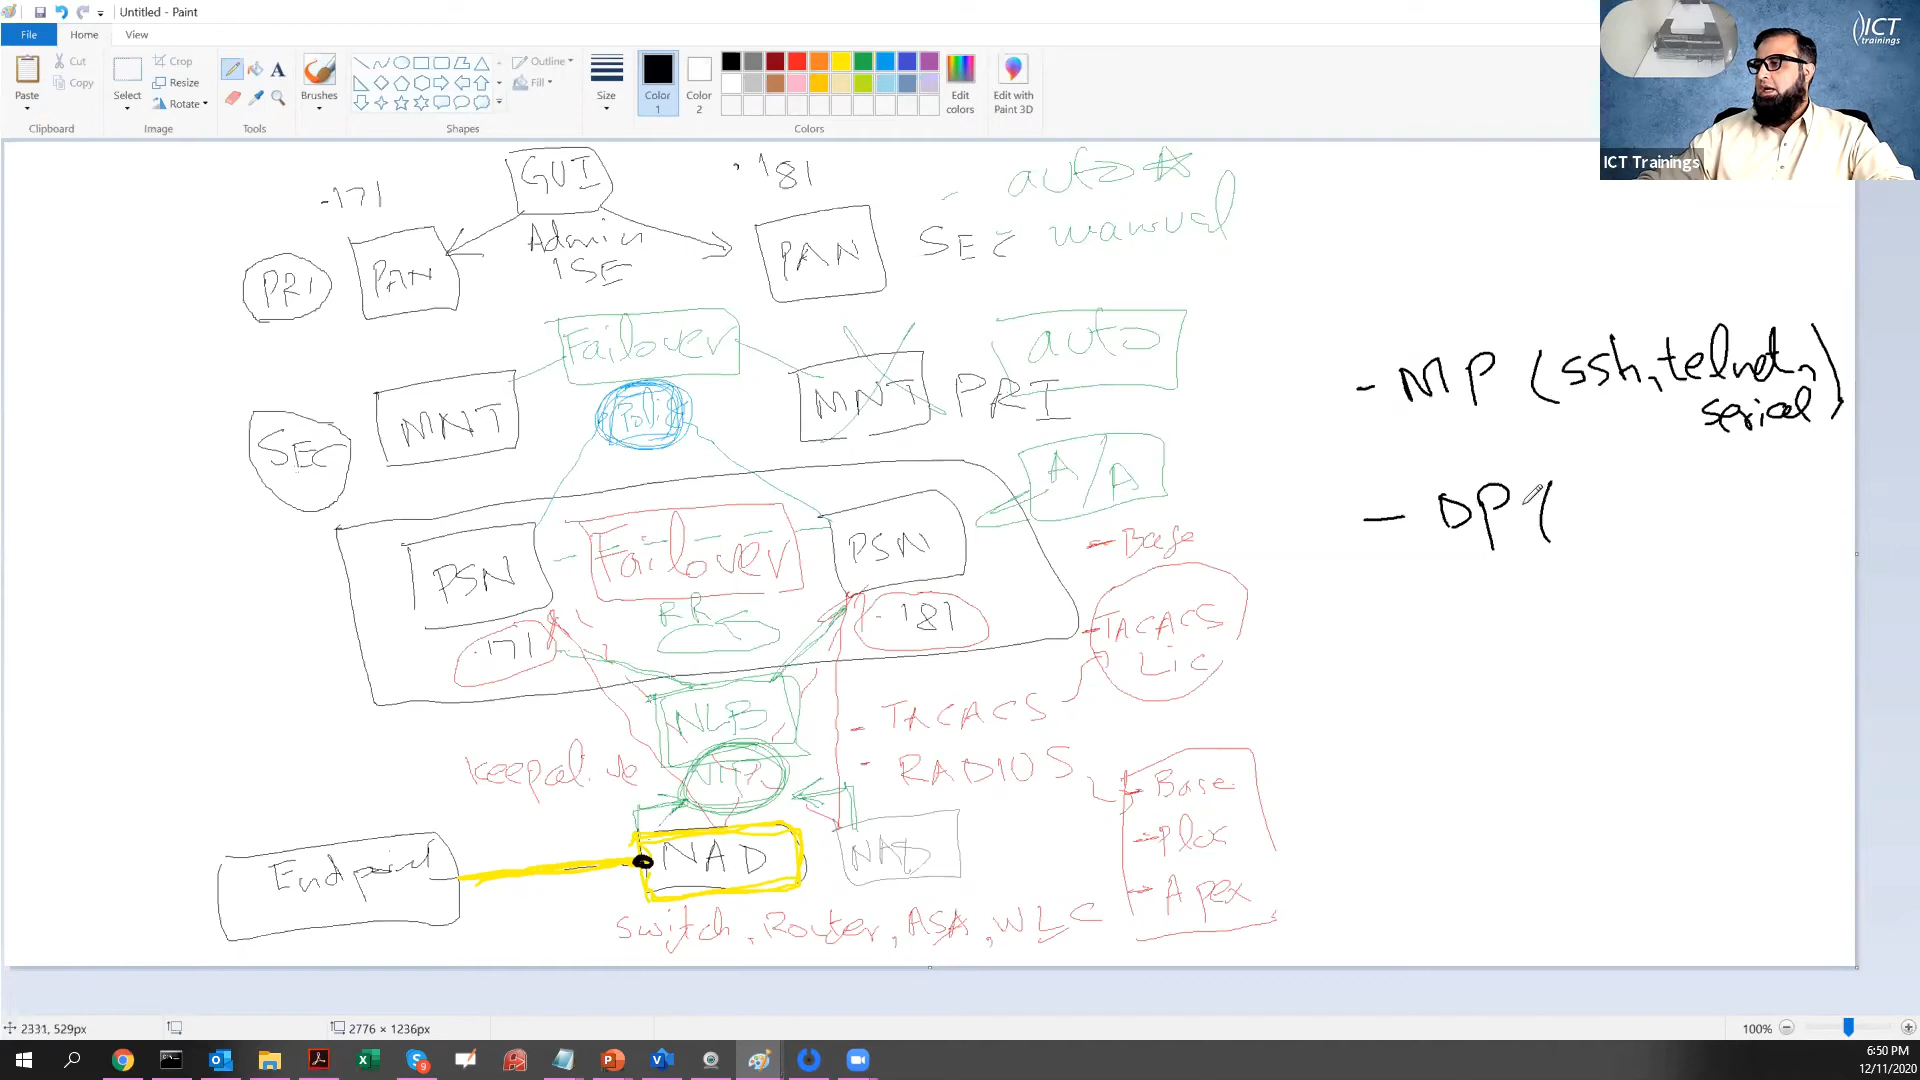 Untitled - Paint
File
Home
View
Paste
Cut
Copy
Clipboard
Select
Crop
Resize
Rotate
Image
A
Tools
Brushes
Outline
Fill
Shapes
Size
Color
1
Color
2
Edit
colors
Edit with
Paint 3D
Colors
ICT
trainings
ICT Trainings
.171
GUI
.181
- auto
SEC manual
PRI
PAN
Admin
ISE
PAN
Failover
auto
SEC
MNT
MNT
PRI
A/A
- MP (ssh, telnet,
serial)
- DP (
PSN
Failover
PSN
- Base
RR
.171
.181
- TACACS
Lic
NLB
- TACACS
keepalive
- RADIUS
- Base
- Plus
- Apex
Endpoint
NAD
NAD
switch, Router, ASA, WLC
2331, 529px
2776 × 1236px
100%
9
6:50 PM
12/11/2020